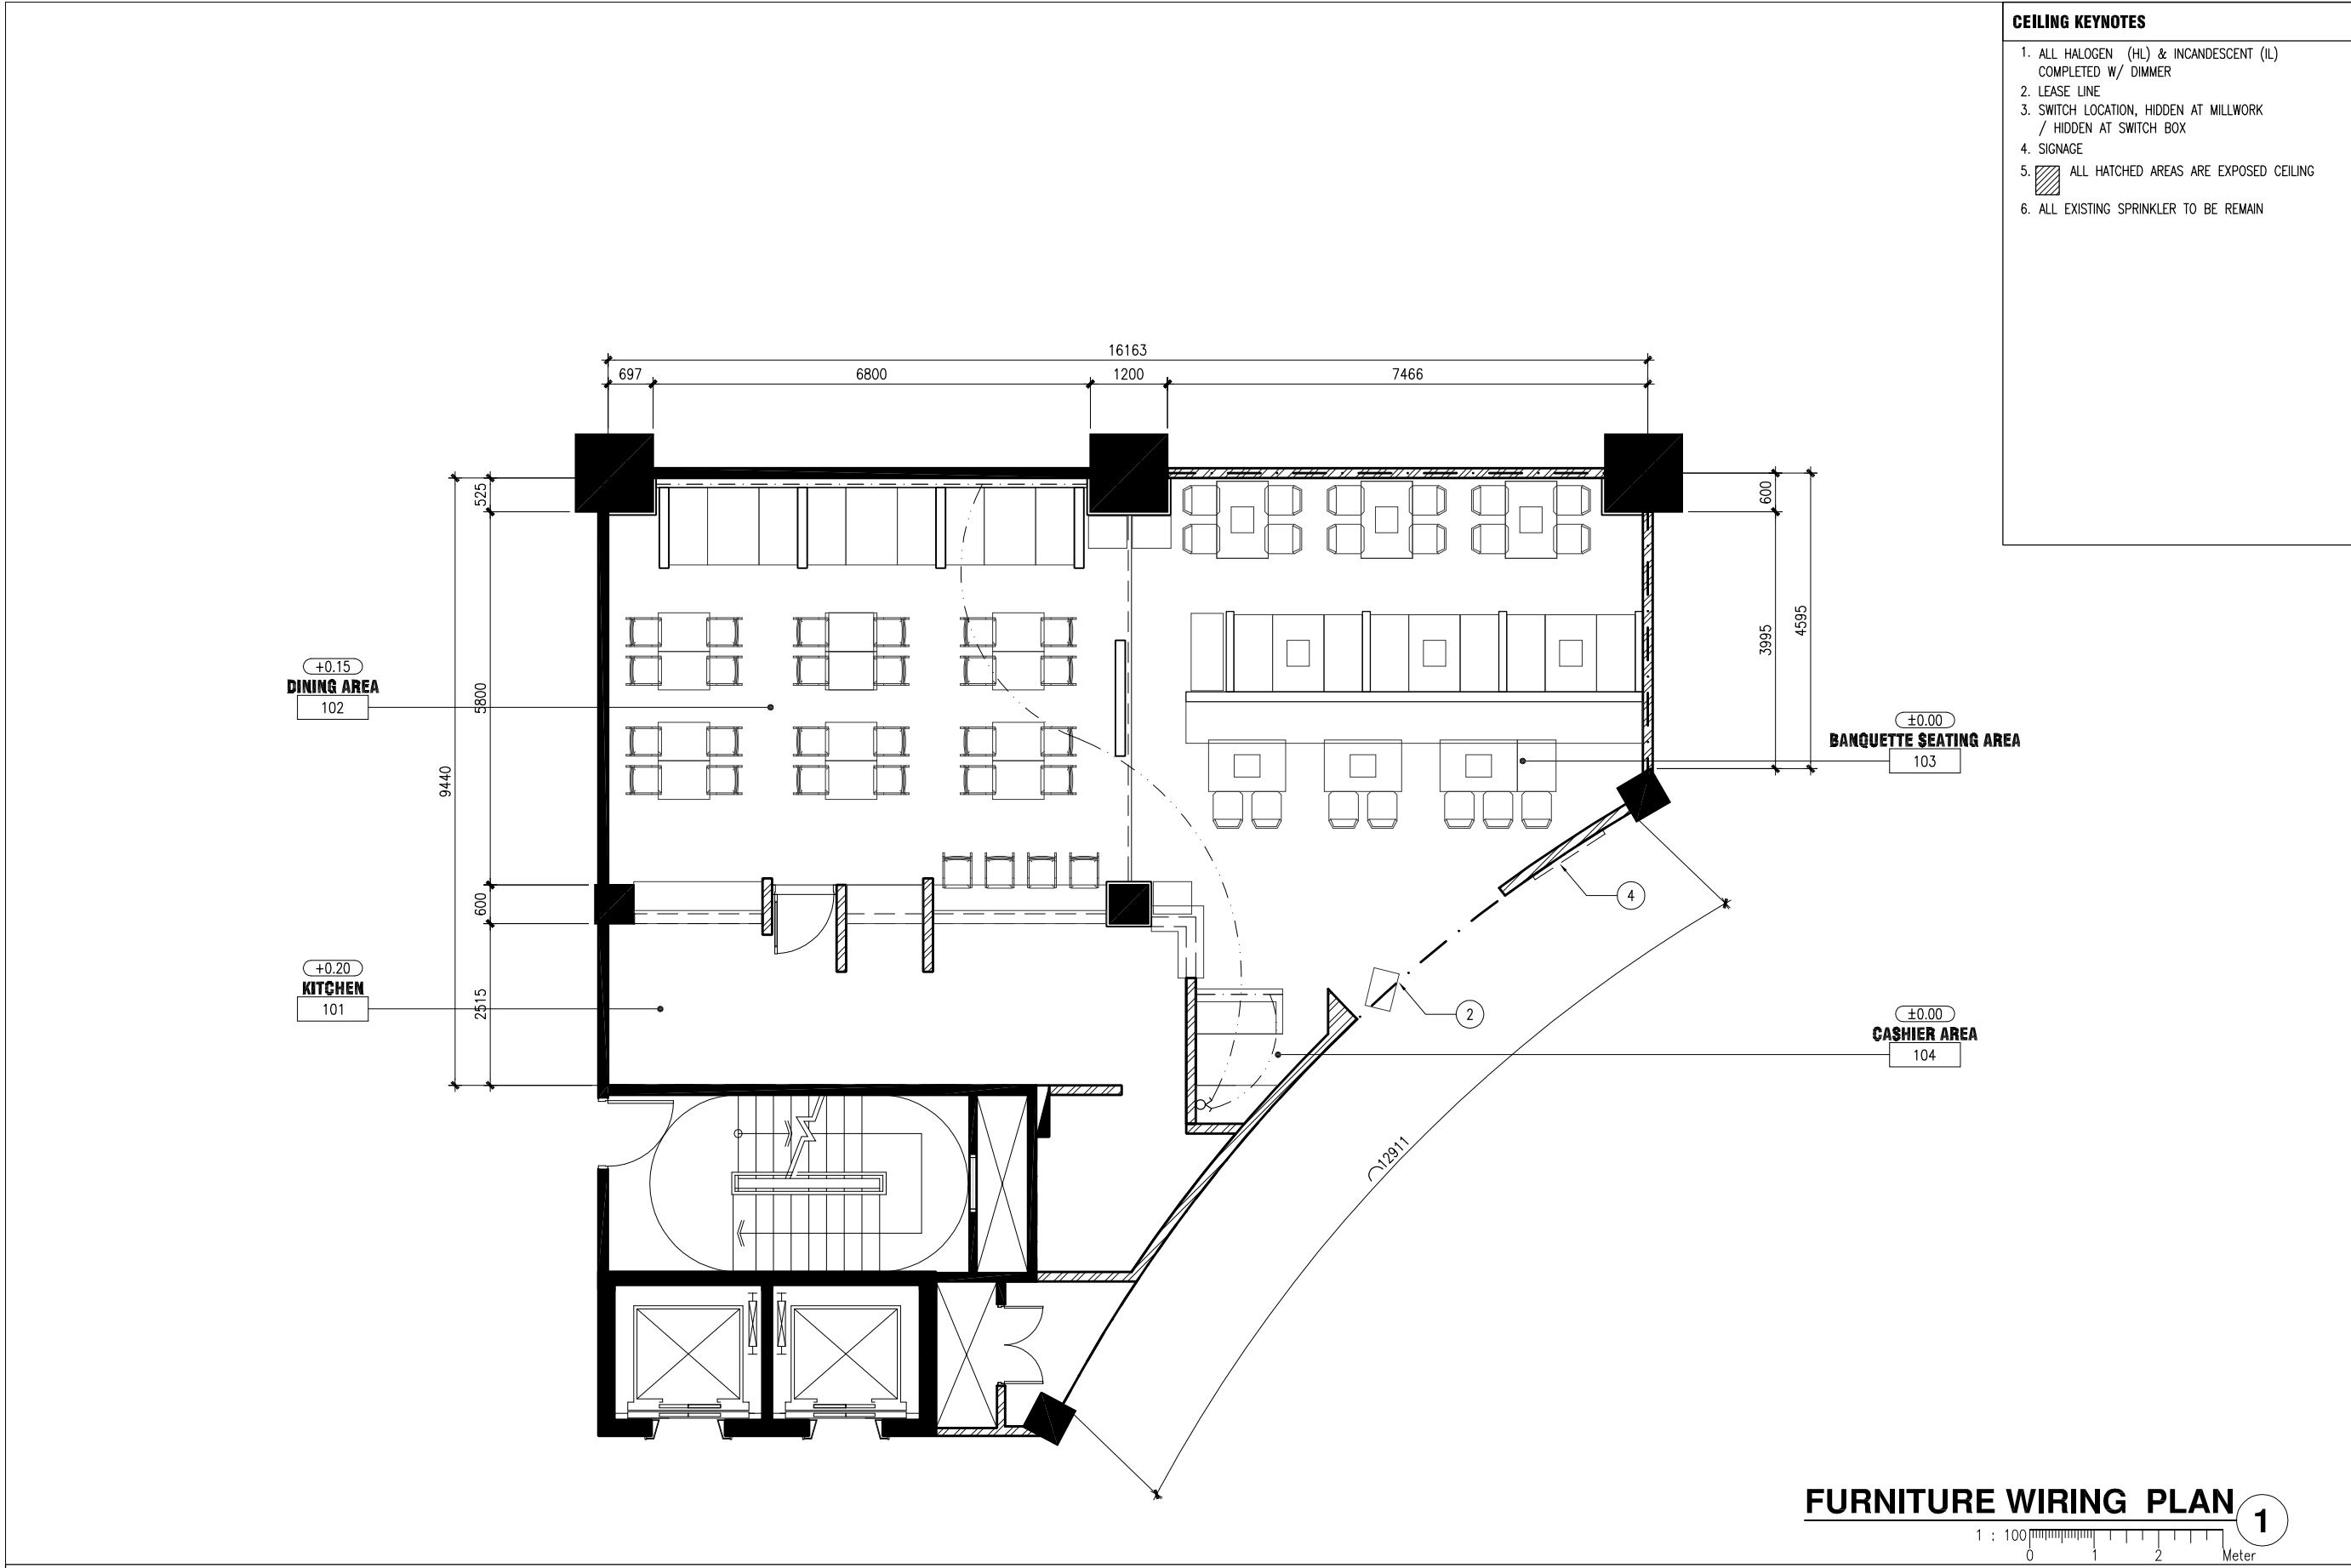 CEILING KEYNOTES
1. ALL HALOGEN (HL) & INCANDESCENT (IL)
COMPLETED W/ DIMMER
2. LEASE LINE
3. SWITCH LOCATION, HIDDEN AT MILLWORK
/ HIDDEN AT SWITCH BOX
4. SIGNAGE
5. ALL HATCHED AREAS ARE EXPOSED CEILING
6. ALL EXISTING SPRINKLER TO BE REMAIN
16163
697
6800
1200
7466
525
5800
9440
600
2515
600
3995
4595
+0.15
DINING AREA
102
±0.00
BANQUETTE SEATING AREA
103
4
+0.20
KITCHEN
101
2
±0.00
CASHIER AREA
104
12911
FURNITURE WIRING PLAN
1
1 : 100
0 1 2 Meter